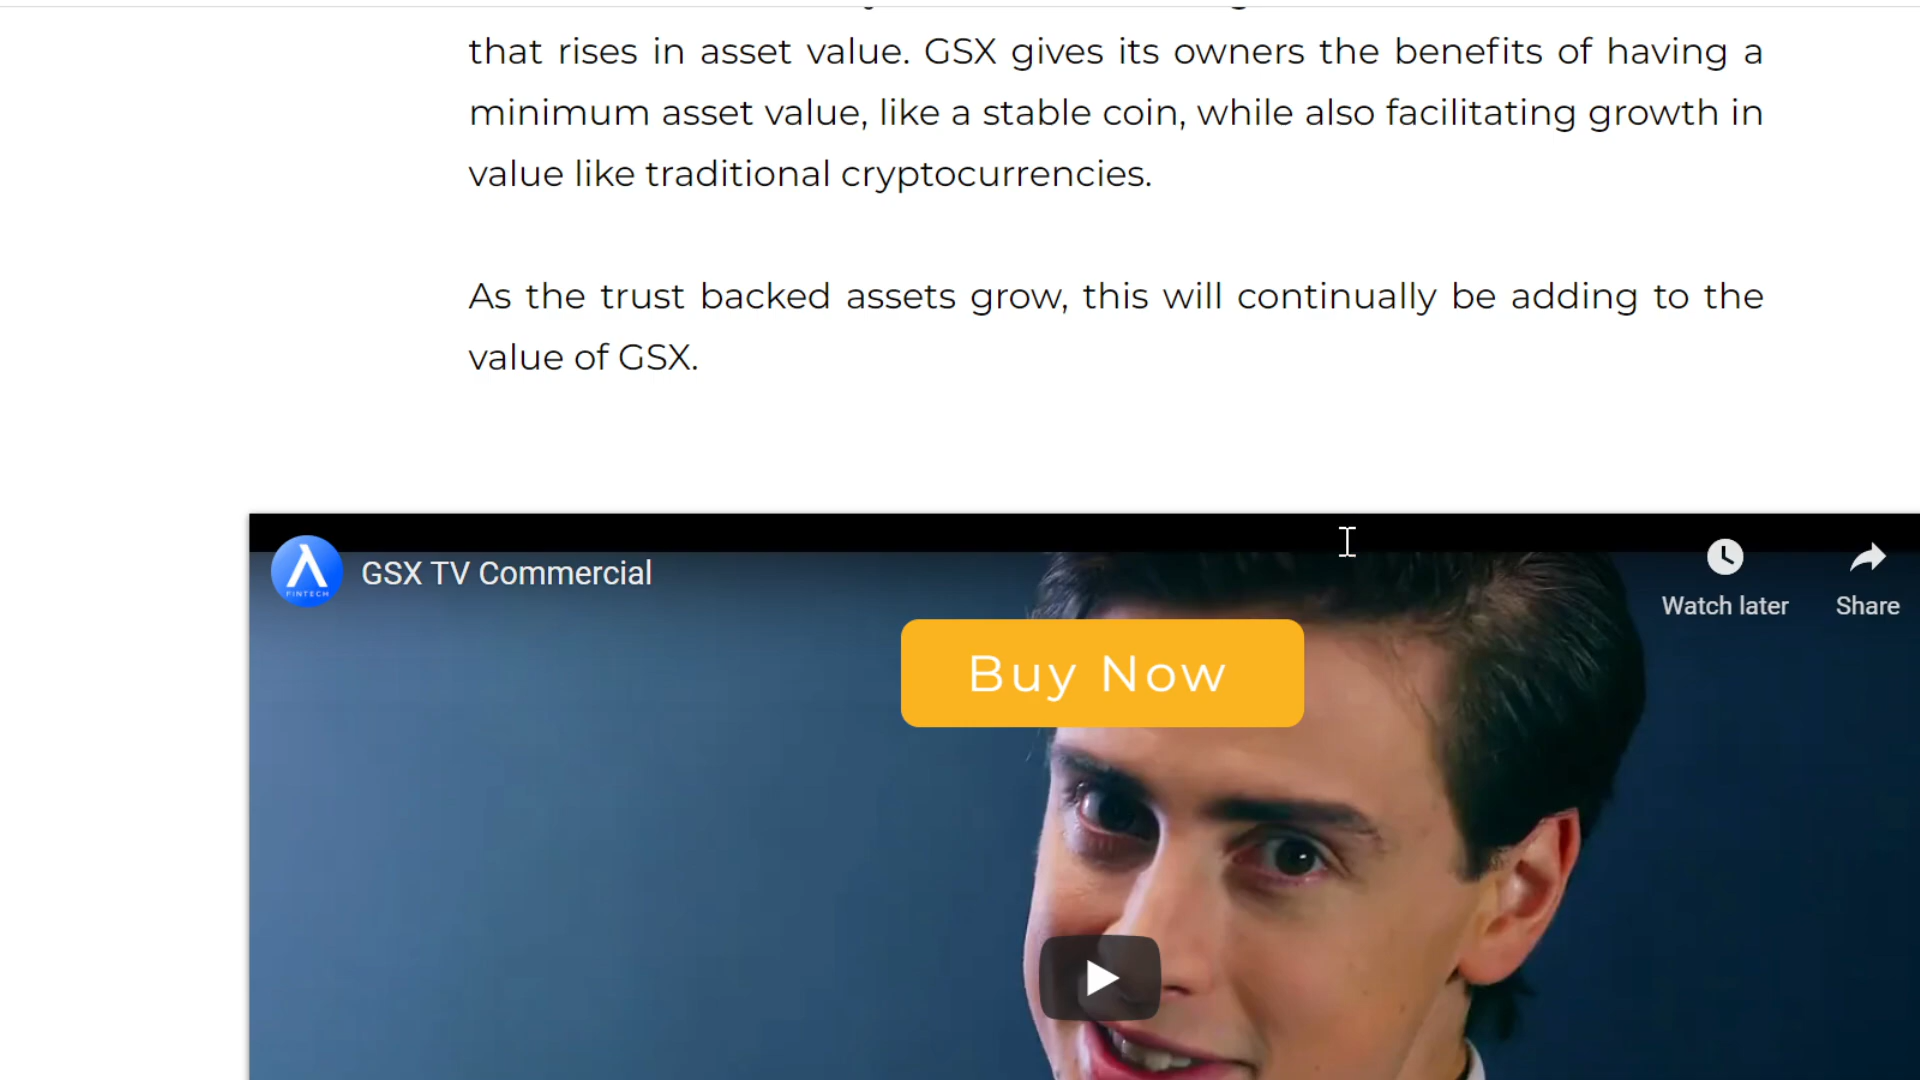 that rises in asset value. GSX gives its owners the benefits of having a
minimum asset value, like a stable coin, while also facilitating growth in
value like traditional cryptocurrencies.
As the trust backed assets grow, this will continually be adding to the
value of GSX.
FINTECH
GSX TV Commercial
Watch later
Share
Buy Now